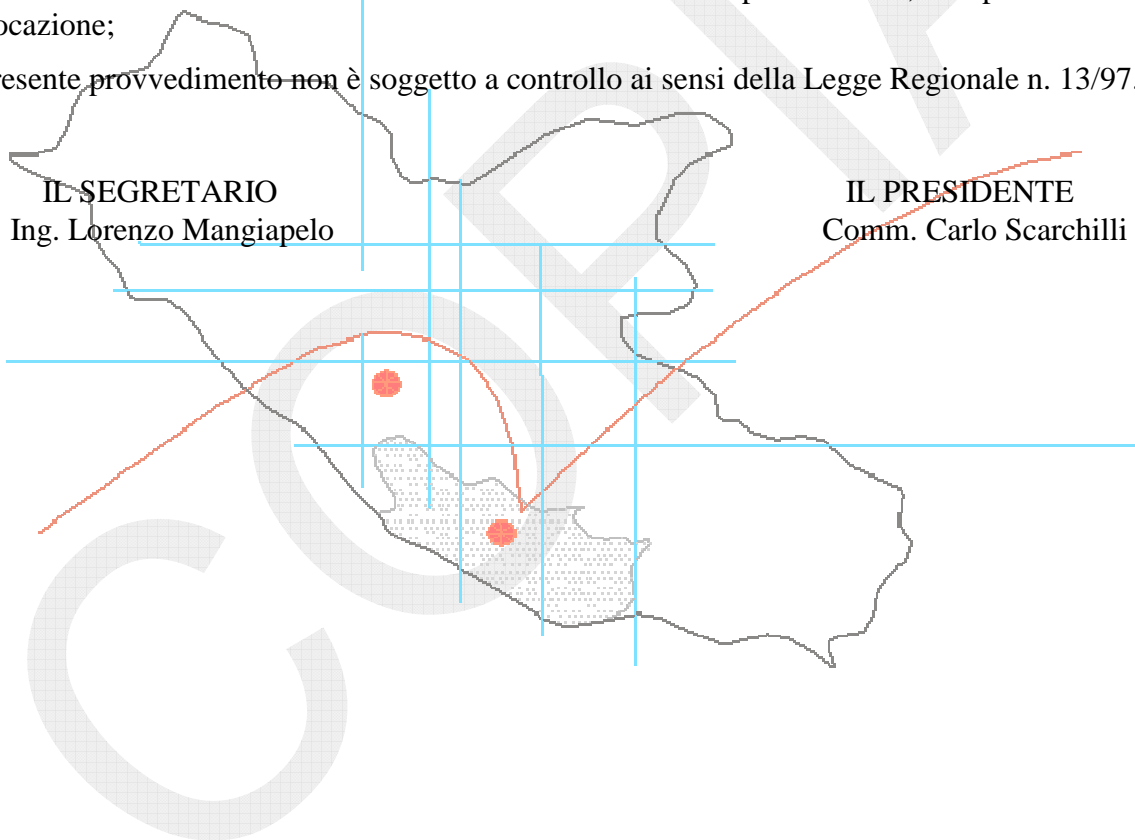 ocazione;
resente provvedimento non è soggetto a controllo ai sensi della Legge Regionale n. 13/97.
IL SEGRETARIO
IL PRESIDENTE
Ing. Lorenzo Mangiapelo
Comm. Carlo Scarchilli
COPIA